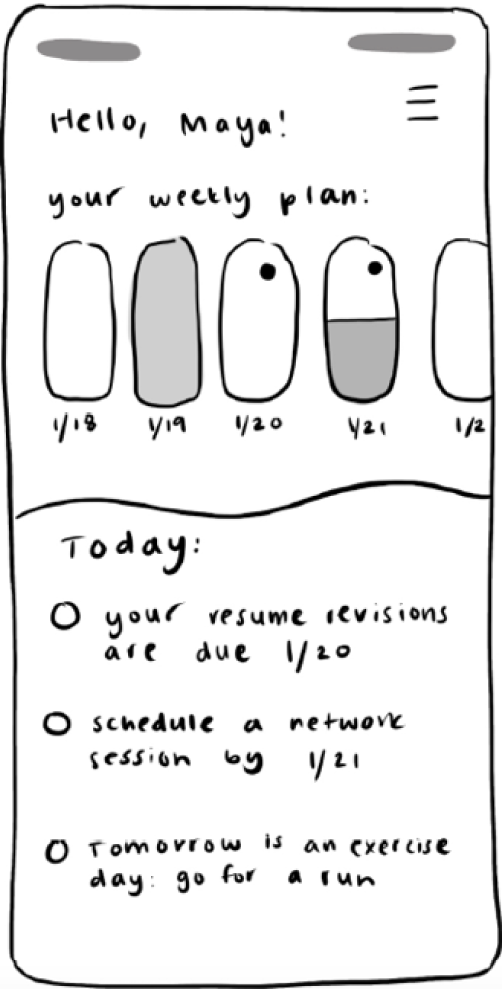 Hello, Maya!
your weekly plan:
1/18 1/19 1/20 1/21 1/2
Today:
your resume revisions
are due 1/20
schedule a network
session by 1/21
Tomorrow is an exercise
day: go for a run